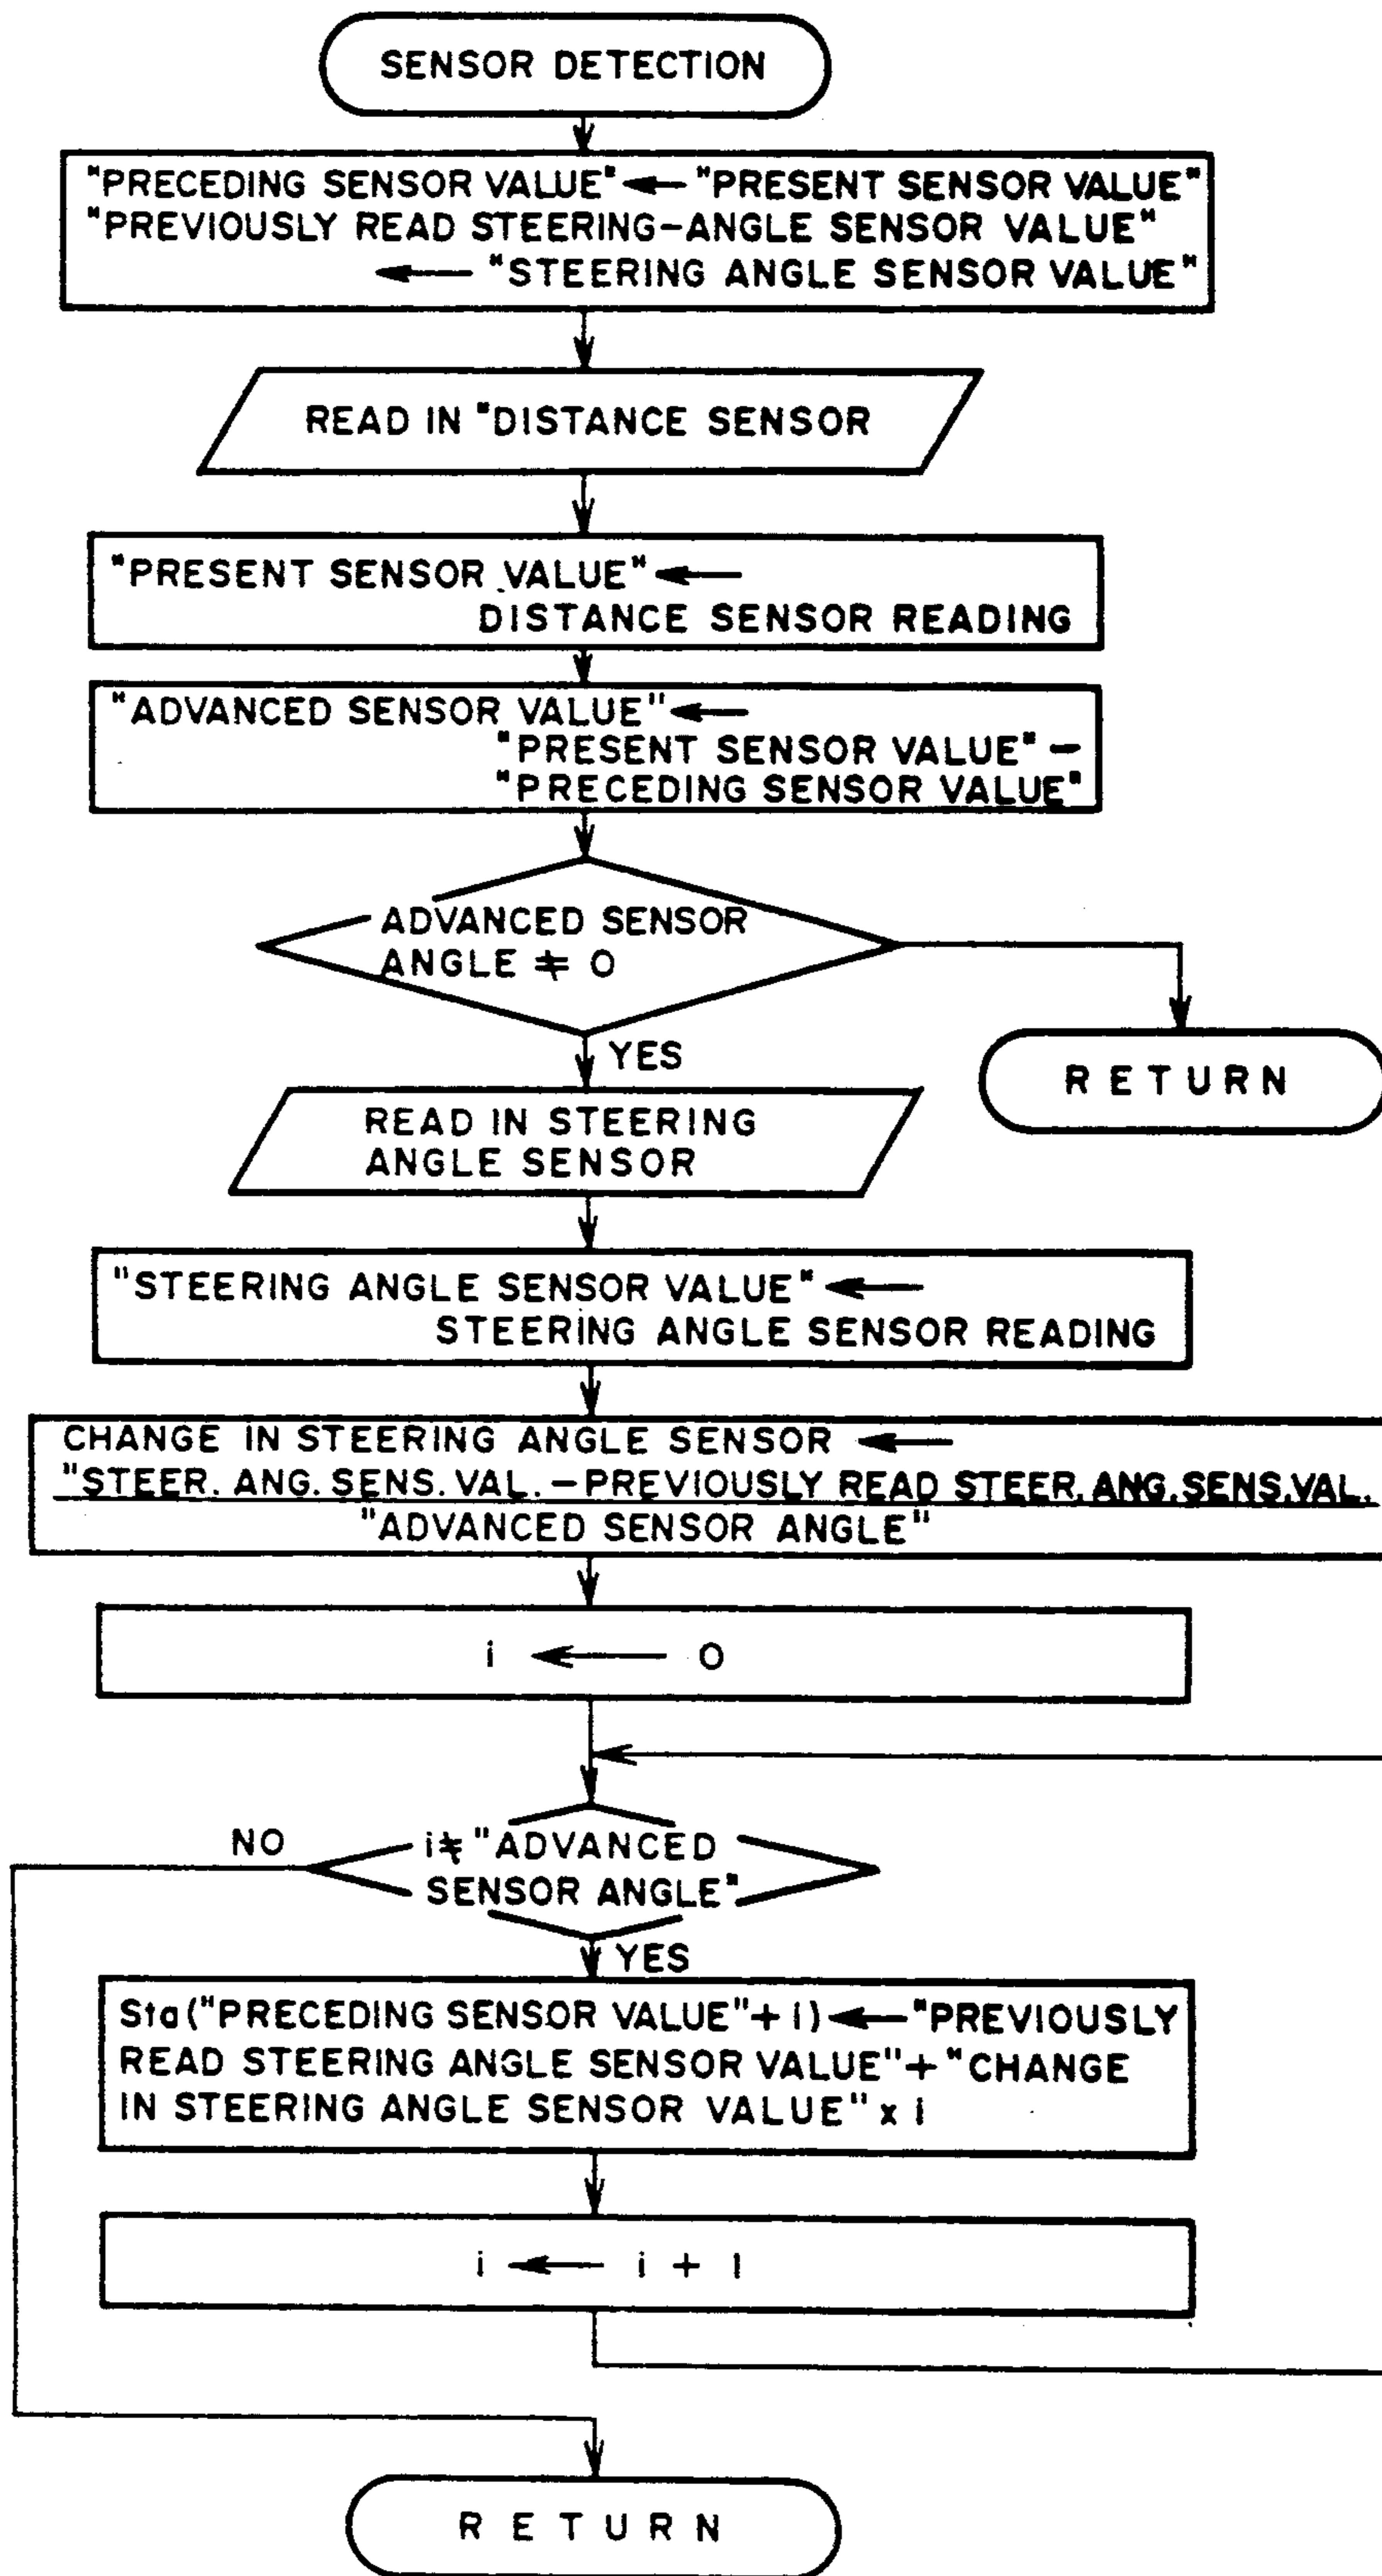 SENSOR DETECTION
"PRECEDING SENSOR VALUE" ← "PRESENT SENSOR VALUE"
"PREVIOUSLY READ STEERING-ANGLE SENSOR VALUE"
← "STEERING ANGLE SENSOR VALUE"
READ IN "DISTANCE SENSOR
"PRESENT SENSOR VALUE" ←
DISTANCE SENSOR READING
"ADVANCED SENSOR VALUE" ←
"PRESENT SENSOR VALUE" −
"PRECEDING SENSOR VALUE"
ADVANCED SENSOR
ANGLE ≠ 0
YES
RETURN
READ IN STEERING
ANGLE SENSOR
"STEERING ANGLE SENSOR VALUE" ←
STEERING ANGLE SENSOR READING
CHANGE IN STEERING ANGLE SENSOR ←
"STEER. ANG. SENS. VAL. − PREVIOUSLY READ STEER. ANG. SENS. VAL.
"ADVANCED SENSOR ANGLE"
i ← 0
NO
i ≠ "ADVANCED
SENSOR ANGLE"
YES
Sta ("PRECEDING SENSOR VALUE" + i) ← "PREVIOUSLY
READ STEERING ANGLE SENSOR VALUE" + "CHANGE
IN STEERING ANGLE SENSOR VALUE" x i
i ← i + 1
RETURN